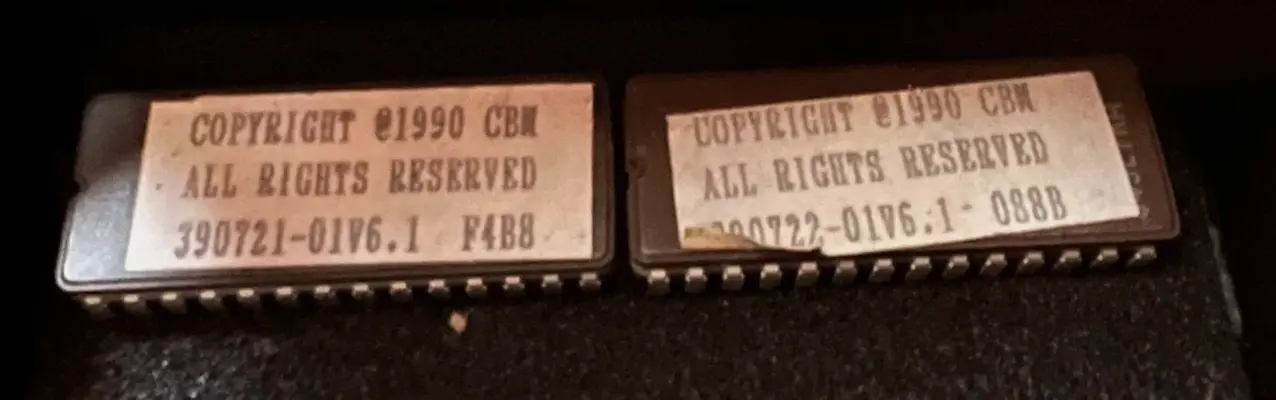 COPYRIGHT @1990 CBM
ALL RIGHTS RESERVED
390721-01V6.1 F4B8
COPYRIGHT @1990 CBM
ALL RIGHTS RESERVED
390722-01V6.1 088B